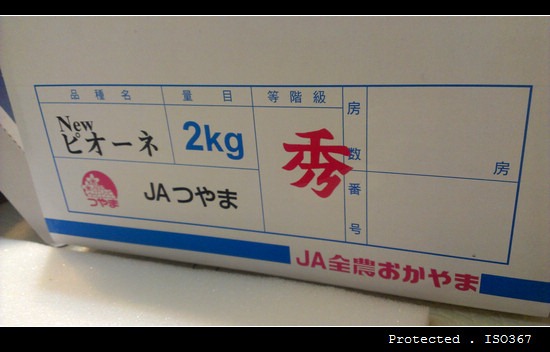 品種名 量目 等階級 房数 房
New
ピオーネ
2kg
秀
番号
つやま
JAつやま
JA全農おかやま
Protected . ISO367